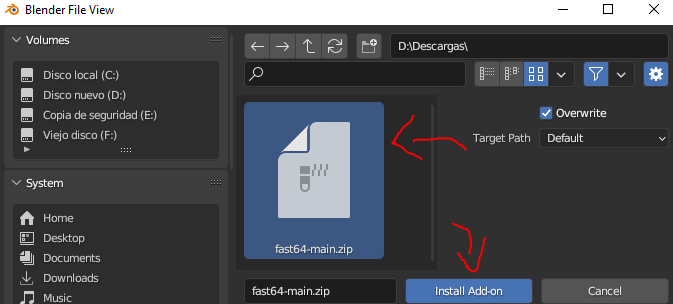 Blender File View
Volumes
Disco local (C:)
Disco nuevo (D:)
Copia de seguridad (E:)
Viejo disco (F:)
System
Home
Desktop
Documents
Downloads
Music
D:\Descargas\
fast64-main.zip
Overwrite
Target Path Default
fast64-main.zip Install Add-on Cancel